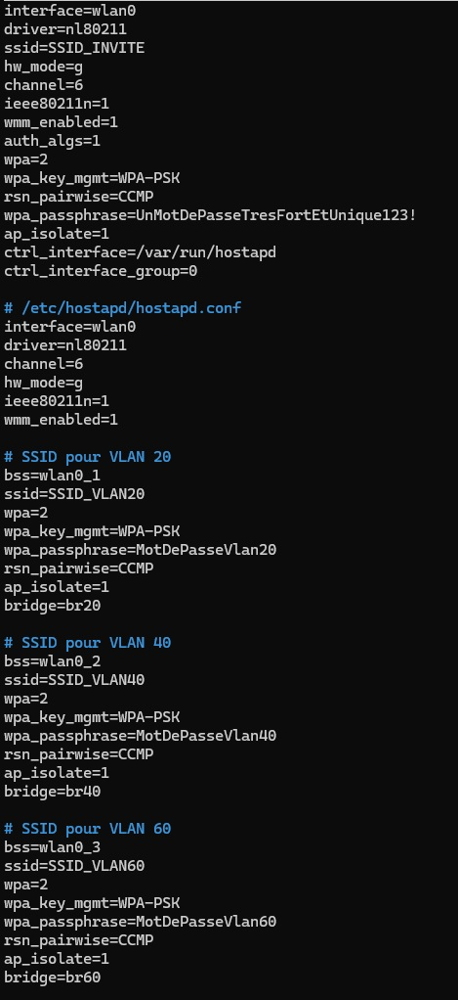 interface=wlan0
driver=nl80211
ssid=SSID_INVITE
hw_mode=g
channel=6
ieee80211n=1
wmm_enabled=1
auth_algs=1
wpa=2
wpa_key_mgmt=WPA-PSK
rsn_pairwise=CCMP
wpa_passphrase=UnMotDePasseTresFortEtUnique123!
ap_isolate=1
ctrl_interface=/var/run/hostapd
ctrl_interface_group=0

# /etc/hostapd/hostapd.conf
interface=wlan0
driver=nl80211
channel=6
hw_mode=g
ieee80211n=1
wmm_enabled=1

# SSID pour VLAN 20
bss=wlan0_1
ssid=SSID_VLAN20
wpa=2
wpa_key_mgmt=WPA-PSK
wpa_passphrase=MotDePasseVlan20
rsn_pairwise=CCMP
ap_isolate=1
bridge=br20

# SSID pour VLAN 40
bss=wlan0_2
ssid=SSID_VLAN40
wpa=2
wpa_key_mgmt=WPA-PSK
wpa_passphrase=MotDePasseVlan40
rsn_pairwise=CCMP
ap_isolate=1
bridge=br40

# SSID pour VLAN 60
bss=wlan0_3
ssid=SSID_VLAN60
wpa=2
wpa_key_mgmt=WPA-PSK
wpa_passphrase=MotDePasseVlan60
rsn_pairwise=CCMP
ap_isolate=1
bridge=br60